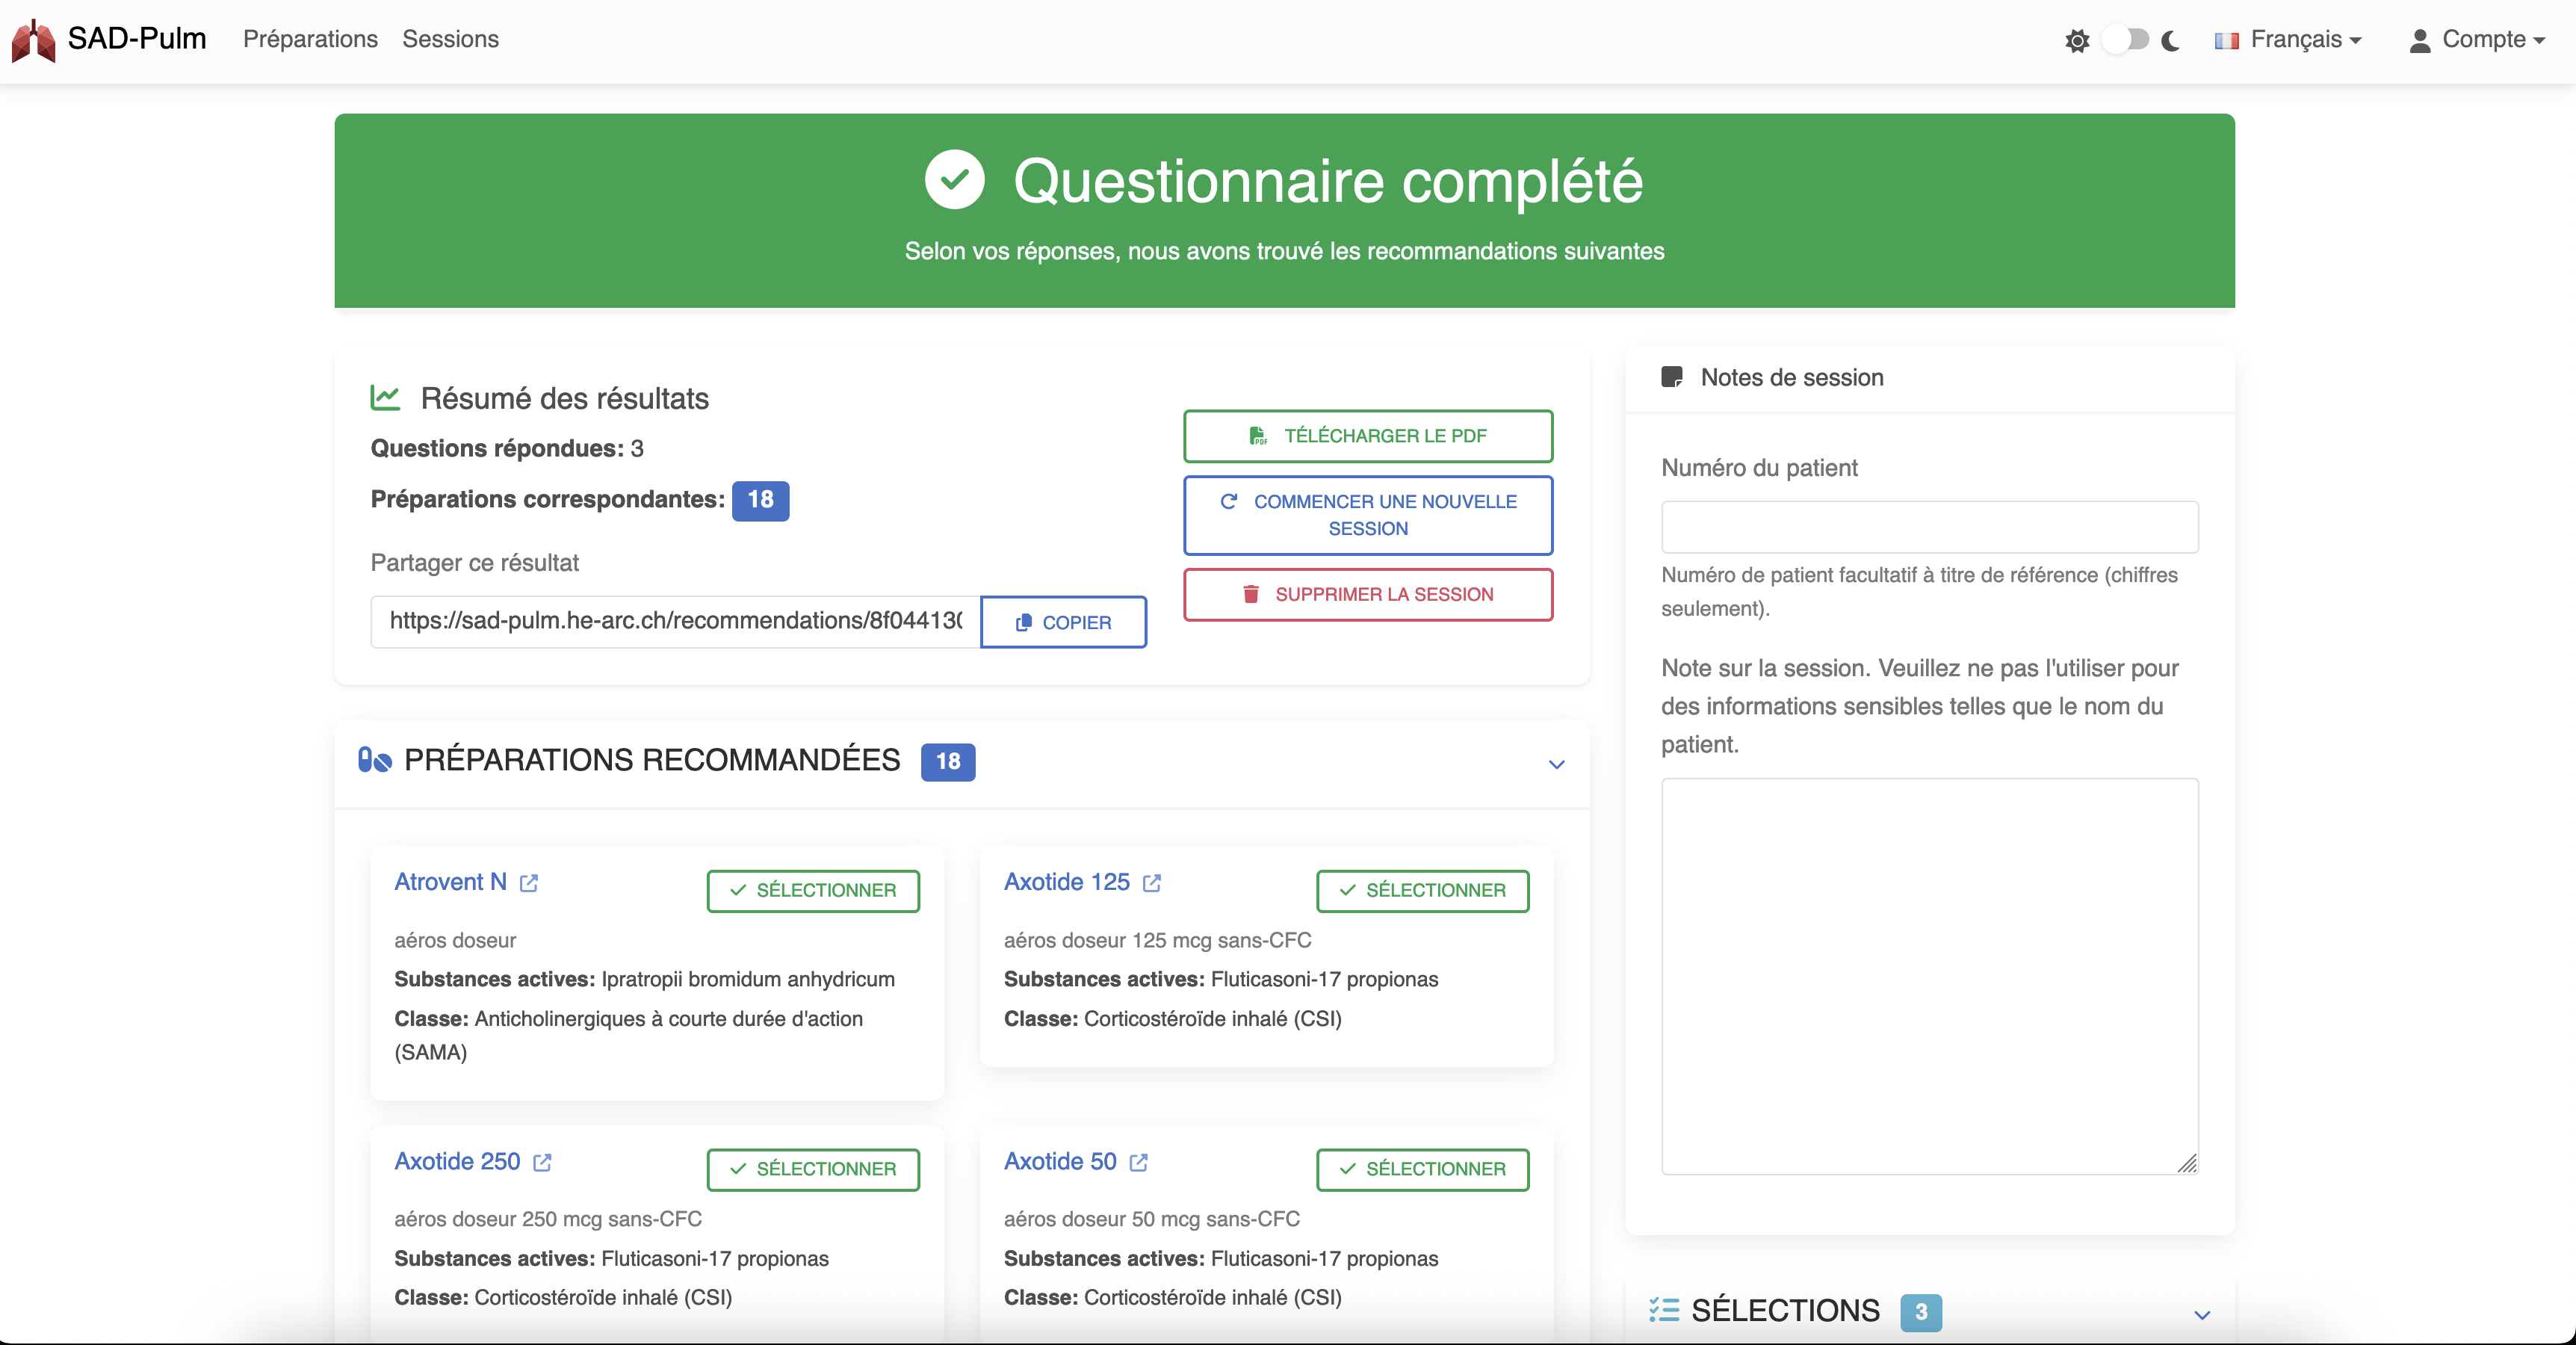 SAD-Pulm Préparations Sessions Français Compte
Questionnaire complété
Selon vos réponses, nous avons trouvé les recommandations suivantes
Résumé des résultats
Questions répondues: 3
Préparations correspondantes: 18
Partager ce résultat
https://sad-pulm.he-arc.ch/recommendations/8f044130
COPIER
TÉLÉCHARGER LE PDF
COMMENCER UNE NOUVELLE
SESSION
SUPPRIMER LA SESSION
PRÉPARATIONS RECOMMANDÉES 18
Atrovent N
SÉLECTIONNER
aéros doseur
Substances actives: Ipratropii bromidum anhydricum
Classe: Anticholinergiques à courte durée d'action
(SAMA)
Axotide 125
SÉLECTIONNER
aéros doseur 125 mcg sans-CFC
Substances actives: Fluticasoni-17 propionas
Classe: Corticostéroïde inhalé (CSI)
Axotide 250
SÉLECTIONNER
aéros doseur 250 mcg sans-CFC
Substances actives: Fluticasoni-17 propionas
Classe: Corticostéroïde inhalé (CSI)
Axotide 50
SÉLECTIONNER
aéros doseur 50 mcg sans-CFC
Substances actives: Fluticasoni-17 propionas
Classe: Corticostéroïde inhalé (CSI)
Notes de session
Numéro du patient
Numéro de patient facultatif à titre de référence (chiffres
seulement).
Note sur la session. Veuillez ne pas l'utiliser pour
des informations sensibles telles que le nom du
patient.
SÉLECTIONS 3